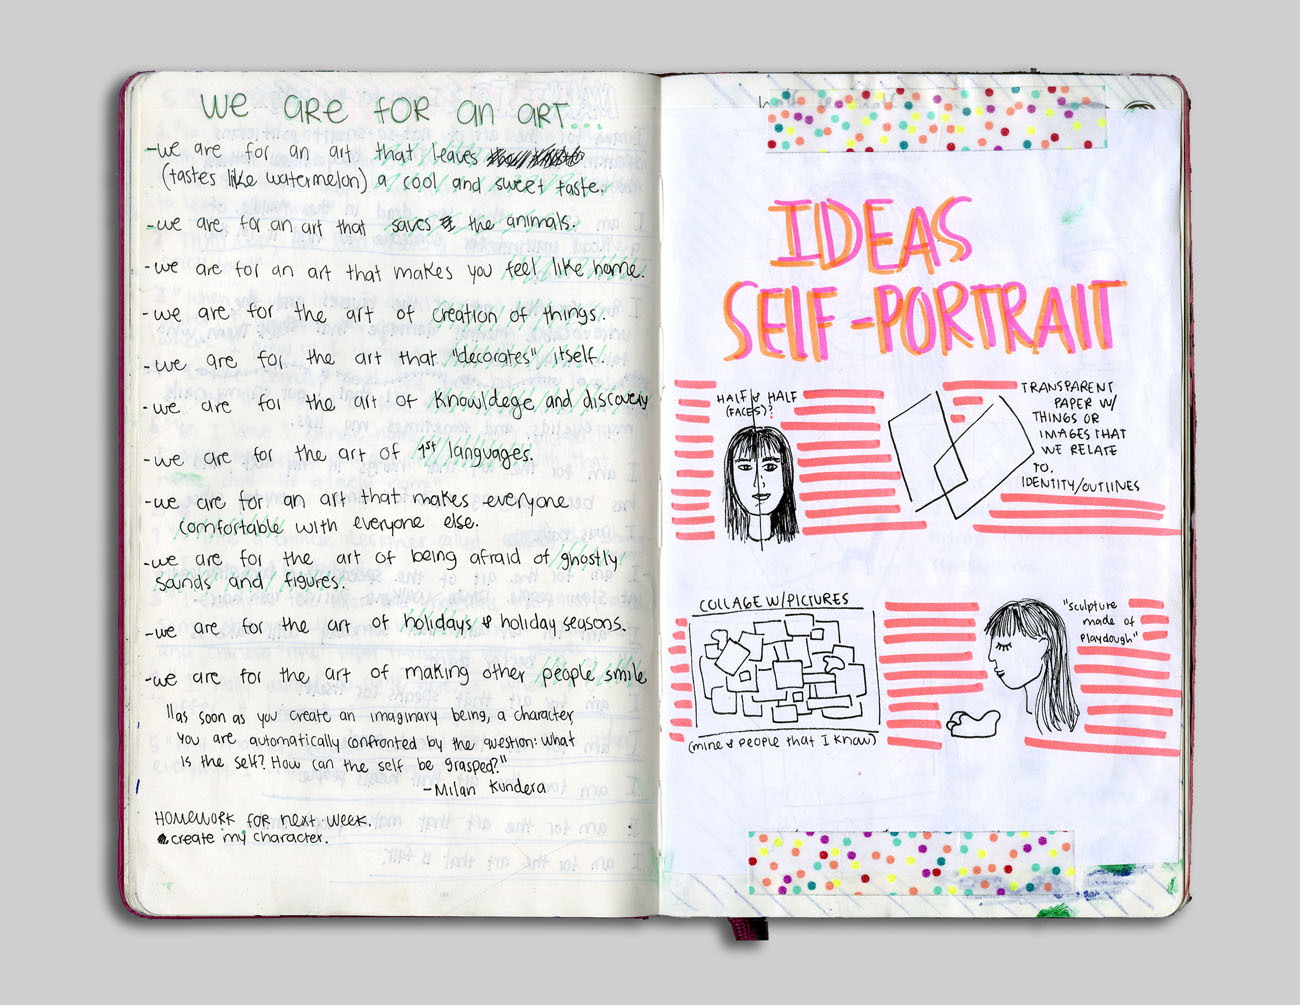 WE ARE FOR AN ART...
-we are for an art that leaves
(tastes like watermelon) a cool and sweet taste.
-we are for an art that saves the animals.
-we are for an art that makes you feel like home.
-we are for the art of creation of things.
-we are for the art that "decorates" itself.
-we are for the art of knowldege and discovery
-we are for the art of 1st languages.
-we are for an art that makes everyone
comfortable with everyone else.
-we are for the art of being afraid of ghostly
sounds and figures.
-we are for the art of holidays & holiday seasons.
-we are for the art of making other people smile
"as soon as you create an imaginary being, a character
you are automatically confronted by the question: what
is the self? How can the self be grasped?"
-Milan Kundera
HOMEWORK FOR next week.
create my character.
IDEAS
SELF-PORTRAIT
HALF & HALF
(FACES)?
TRANSPARENT
PAPER W/
THINGS OR
IMAGES THAT
WE RELATE
TO.
IDENTITY/OUTLINES
COLLAGE W/PICTURES
(mine & people that I know)
"sculpture
made of
playdough"